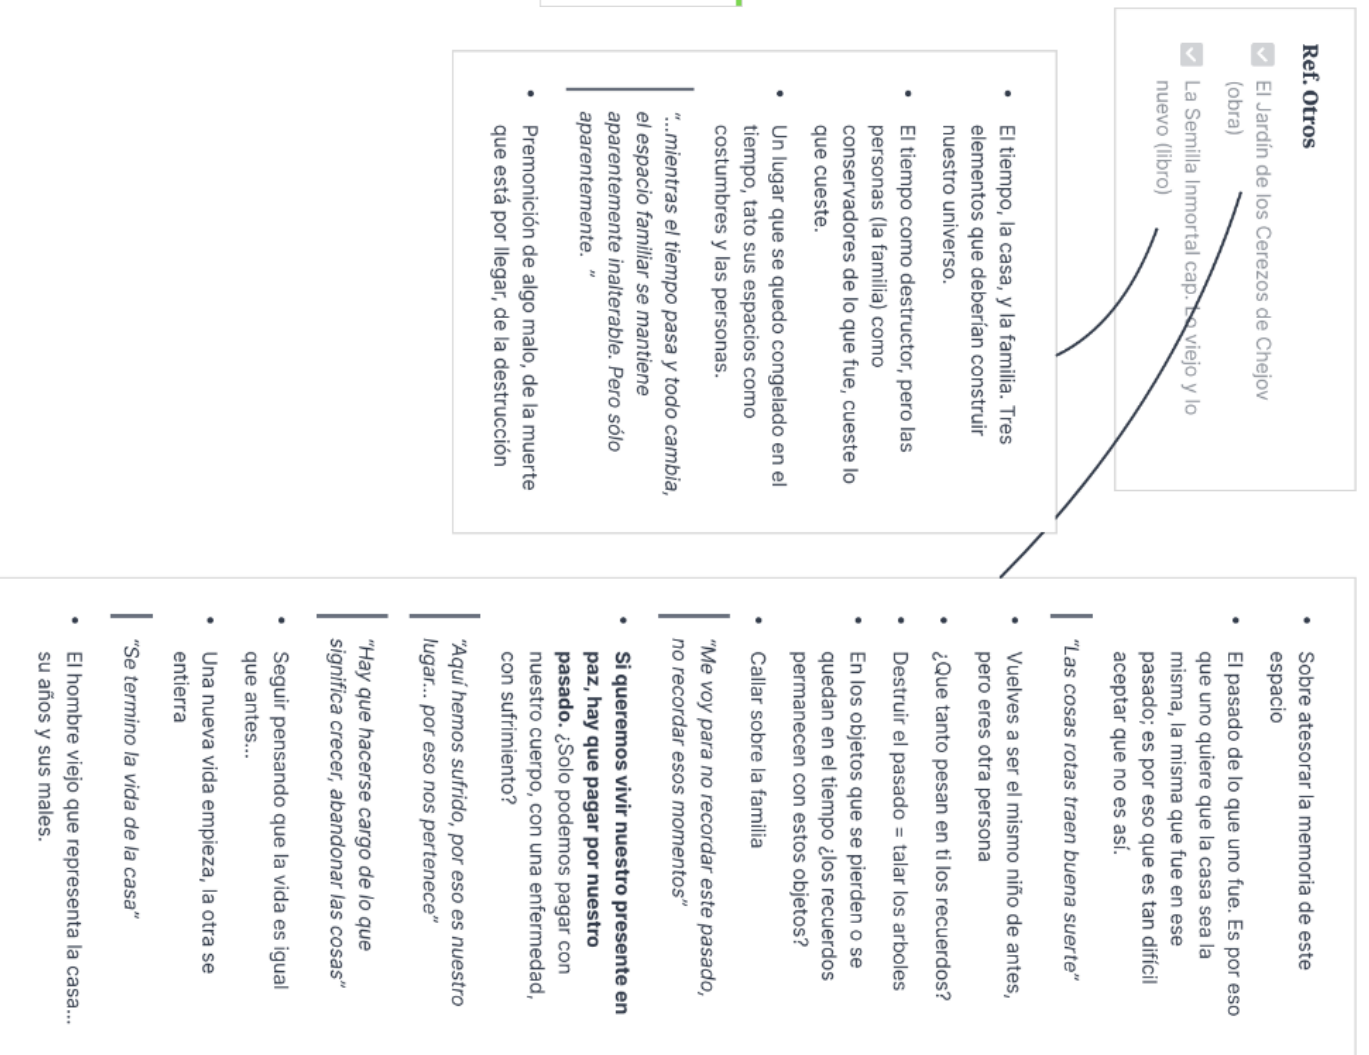 Ref. Otros
El Jardín de los Cerezos de Chejov
(obra)
La Semilla Inmortal cap. Lo viejo y lo
nuevo (libro)
El tiempo, la casa, y la familia. Tres
elementos que deberían construir
nuestro universo.
El tiempo como destructor, pero las
personas (la familia) como
conservadores de lo que fue, cueste lo
que cueste.
Un lugar que se quedo congelado en el
tiempo, tato sus espacios como
costumbres y las personas.
“...mientras el tiempo pasa y todo cambia,
el espacio familiar se mantiene
aparentemente inalterable. Pero sólo
aparentemente. ”
Premonición de algo malo, de la muerte
que está por llegar, de la destrucción
Sobre atesorar la memoria de este
espacio
El pasado de lo que uno fue. Es por eso
que uno quiere que la casa sea la
misma, la misma que fue en ese
pasado; es por eso que es tan difícil
aceptar que no es así.
“Las cosas rotas traen buena suerte”
Vuelves a ser el mismo niño de antes,
pero eres otra persona
¿Que tanto pesan en ti los recuerdos?
Destruir el pasado = talar los arboles
En los objetos que se pierden o se
quedan en el tiempo ¿los recuerdos
permanecen con estos objetos?
Callar sobre la familia
“Me voy para no recordar este pasado,
no recordar esos momentos”
Si queremos vivir nuestro presente en
paz, hay que pagar por nuestro
pasado. ¿Solo podemos pagar con
nuestro cuerpo, con una enfermedad,
con sufrimiento?
“Aquí hemos sufrido, por eso es nuestro
lugar... por eso nos pertenece”
“Hay que hacerse cargo de lo que
significa crecer, abandonar las cosas”
Seguir pensando que la vida es igual
que antes...
Una nueva vida empieza, la otra se
entierra
“Se termino la vida de la casa”
El hombre viejo que representa la casa...
su años y sus males.